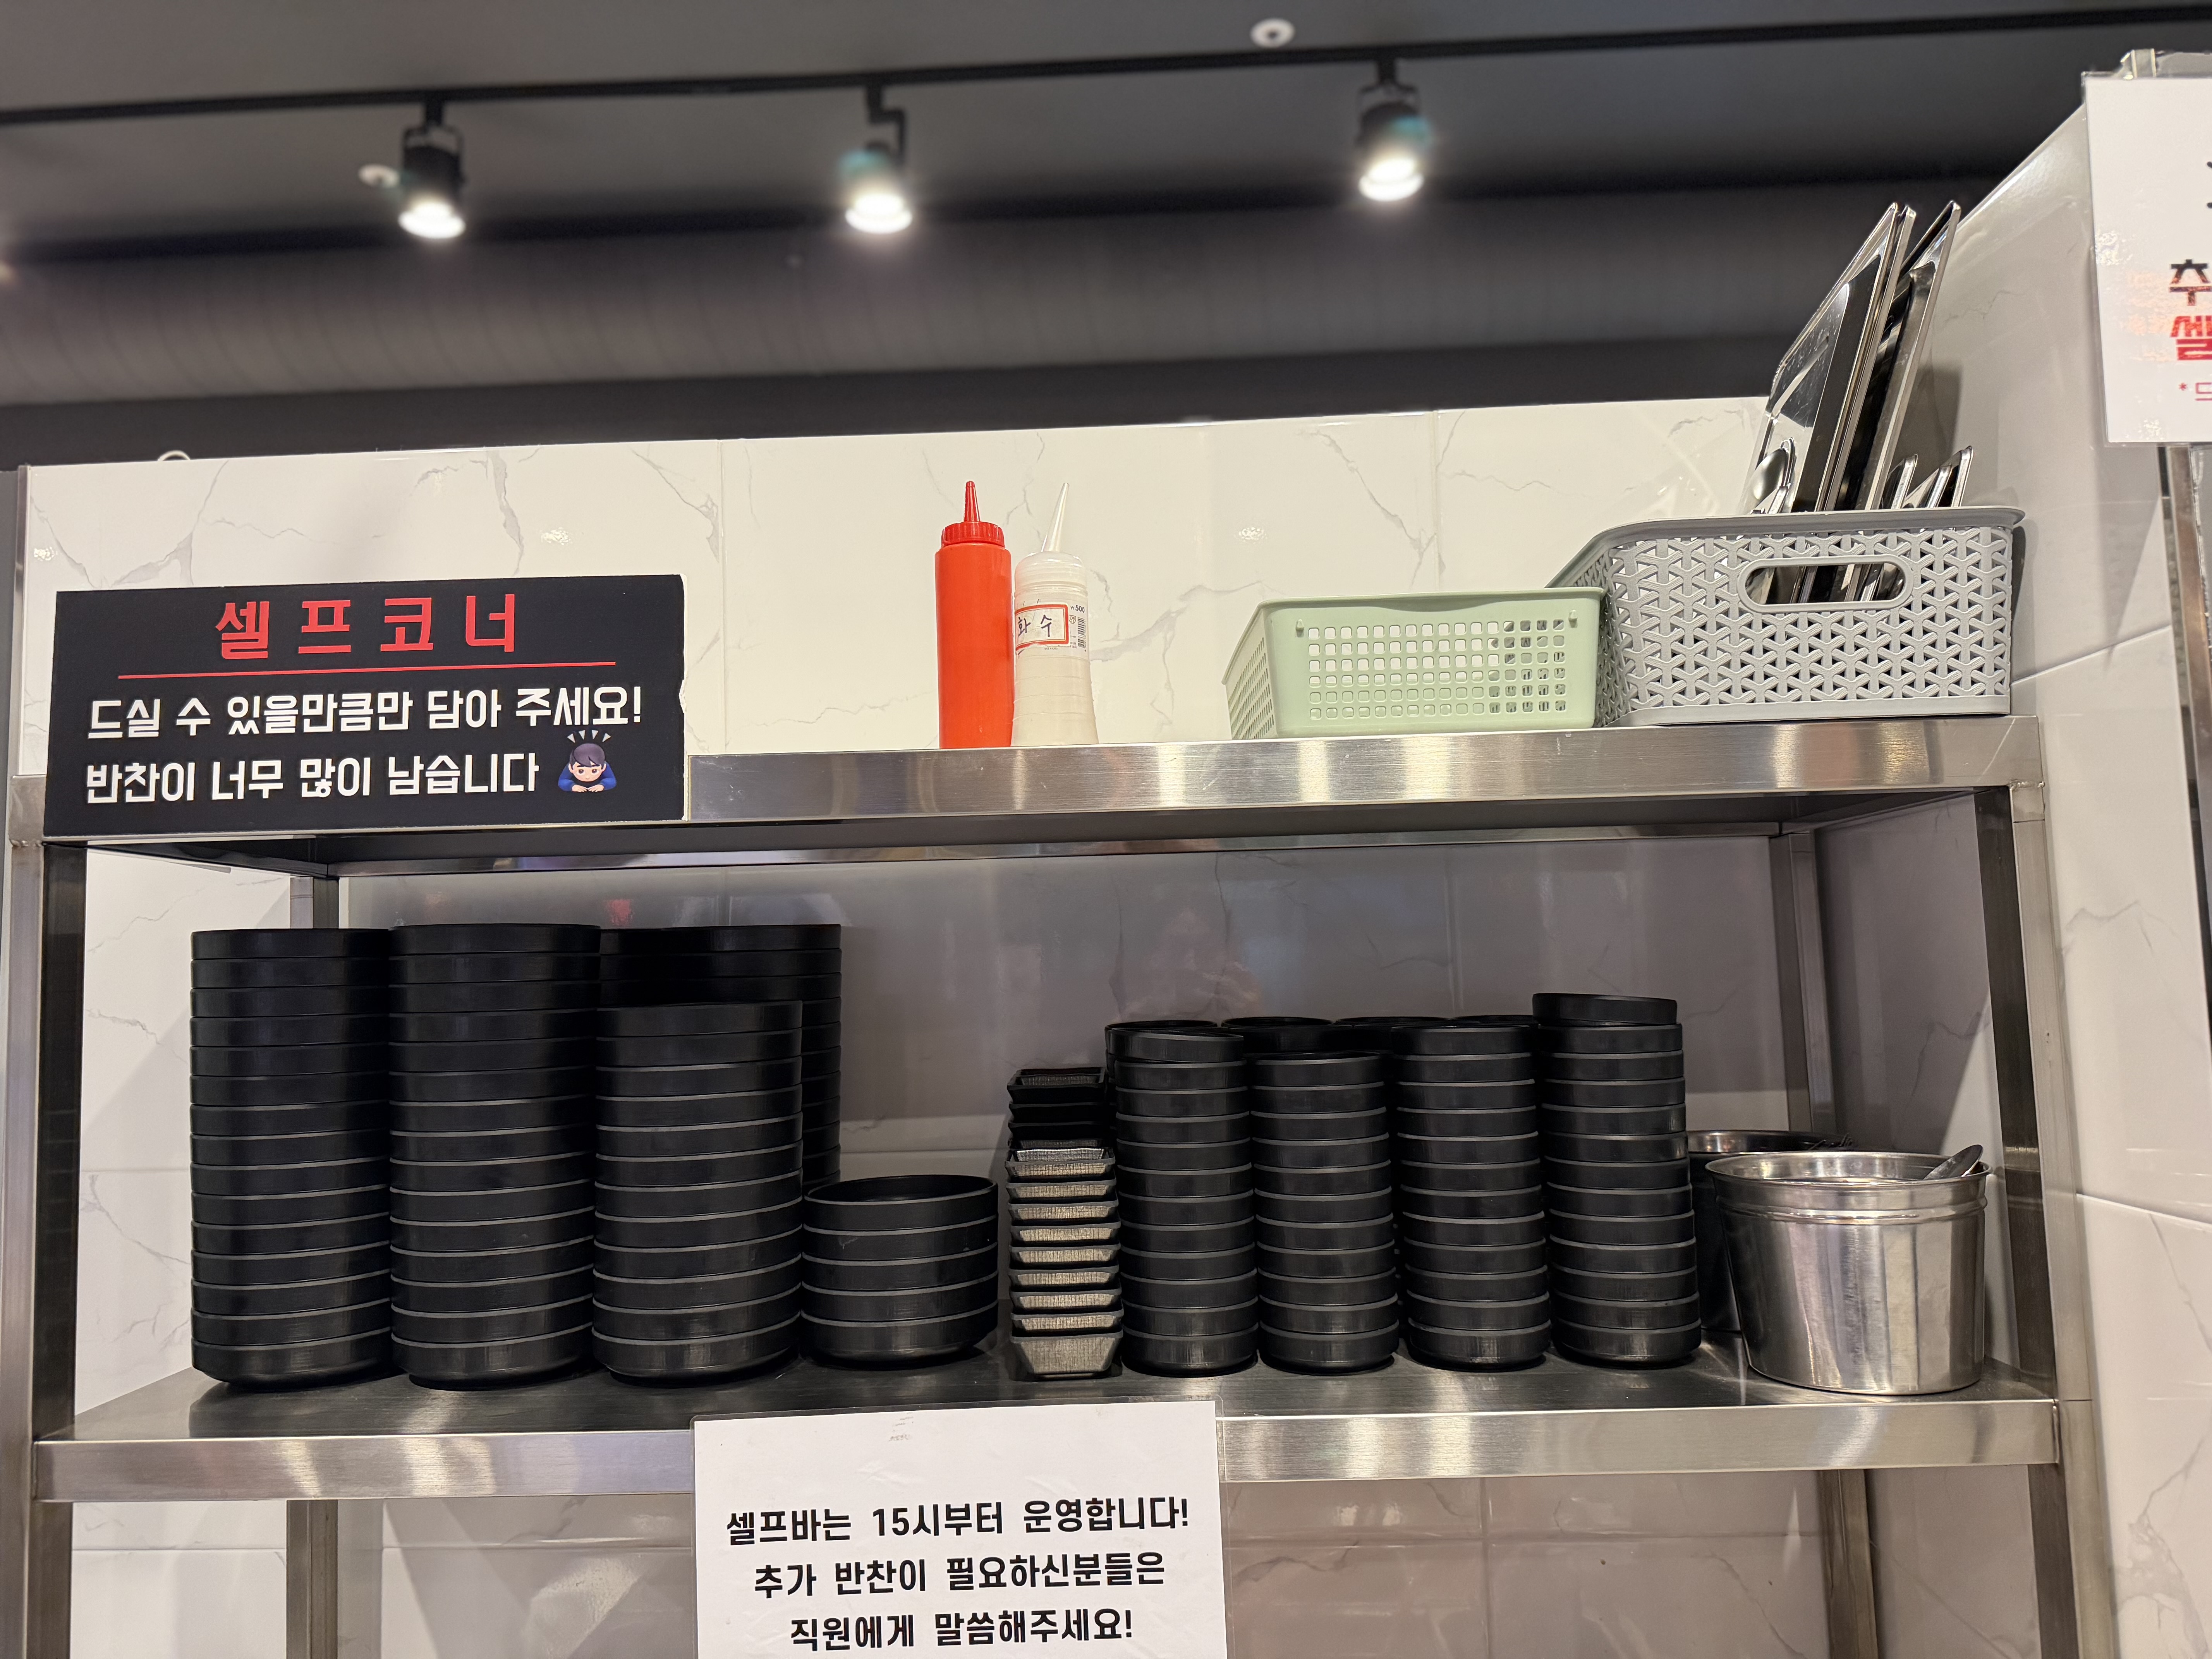 셀프코너
드실 수 있을만큼만 담아 주세요!
반찬이 너무 많이 남습니다
화수
500
셀프바는 15시부터 운영합니다!
추가 반찬이 필요하신분들은
직원에게 말씀해주세요!
추
셀